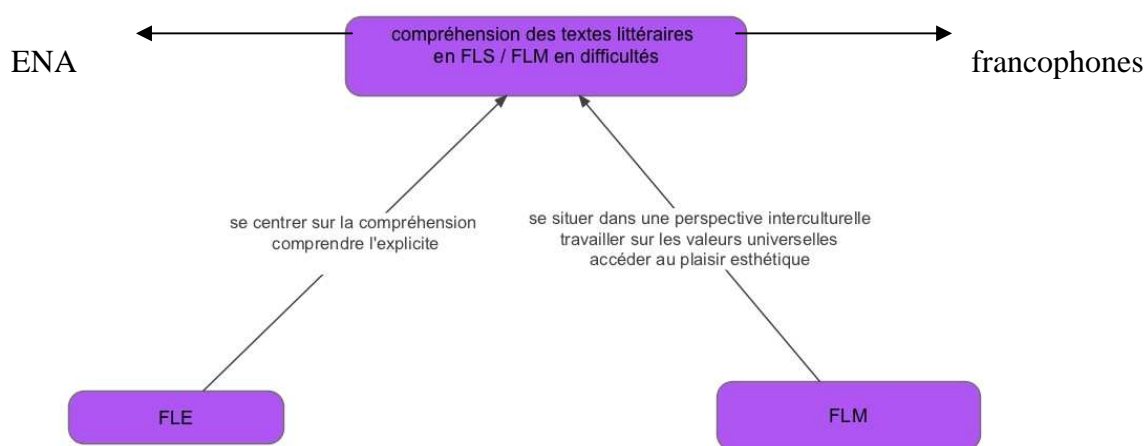 compréhension des textes littéraires
en FLS / FLM en difficultés
ENA
francophones
se centrer sur la compréhension
comprendre l'explicite
se situer dans une perspective interculturelle
travailler sur les valeurs universelles
accéder au plaisir esthétique
FLE
FLM